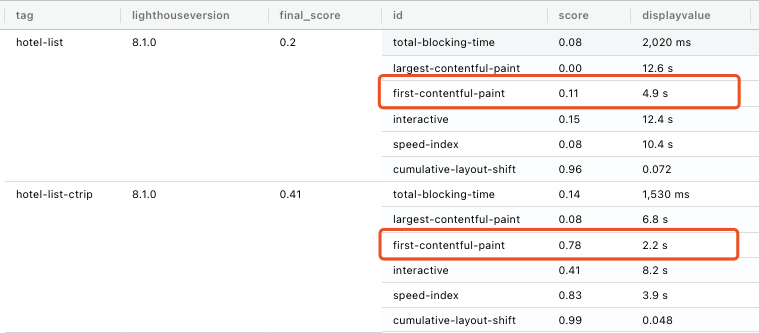 tag lighthouseversion final_score id score displayvalue
hotel-list 8.1.0 0.2 total-blocking-time 0.08 2,020 ms
largest-contentful-paint 0.00 12.6 s
first-contentful-paint 0.11 4.9 s
interactive 0.15 12.4 s
speed-index 0.08 10.4 s
cumulative-layout-shift 0.96 0.072
hotel-list-ctrip 8.1.0 0.41 total-blocking-time 0.14 1,530 ms
largest-contentful-paint 0.08 6.8 s
first-contentful-paint 0.78 2.2 s
interactive 0.41 8.2 s
speed-index 0.83 3.9 s
cumulative-layout-shift 0.99 0.048